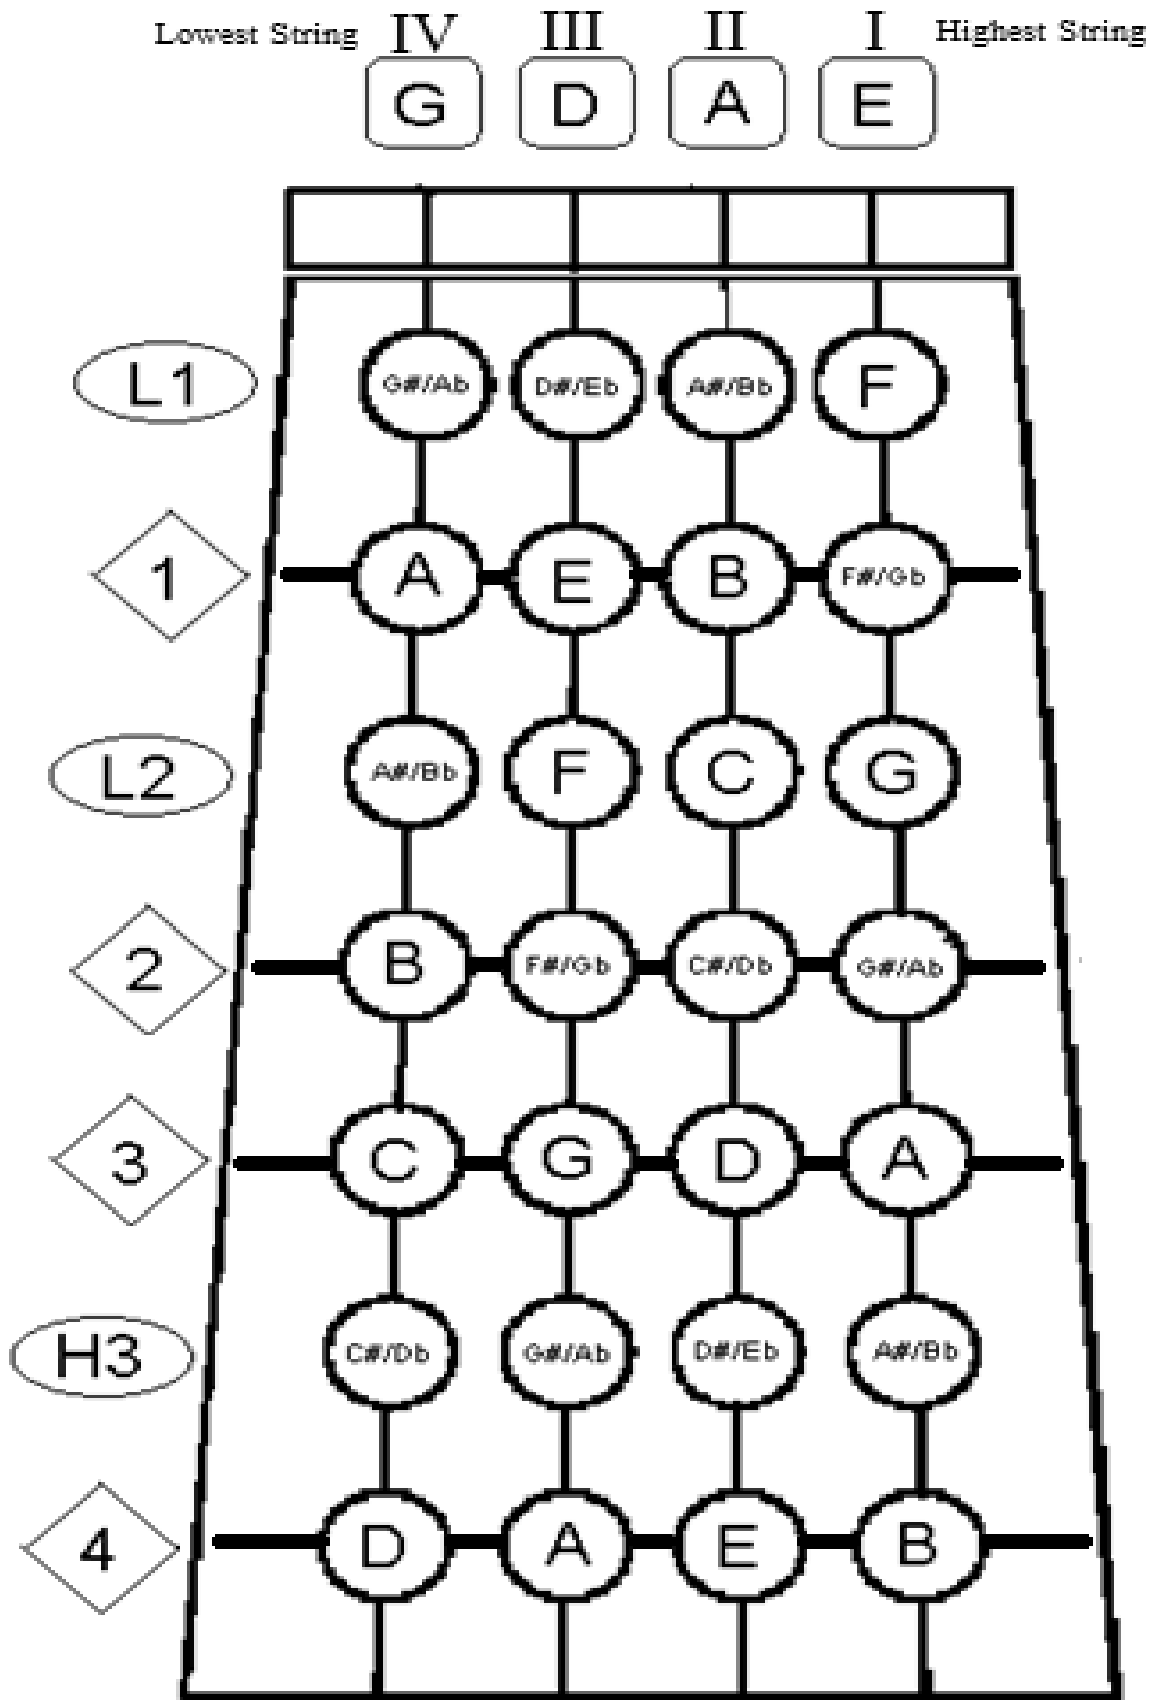 Lowest String IV III II I Highest String
G D A E
L1 G#/Ab D#/Eb A#/Bb F
1 A E B F#/Gb
L2 A#/Bb F C G
2 B F#/Gb C#/Db G#/Ab
3 C G D A
H3 C#/Db G#/Ab D#/Eb A#/Bb
4 D A E B